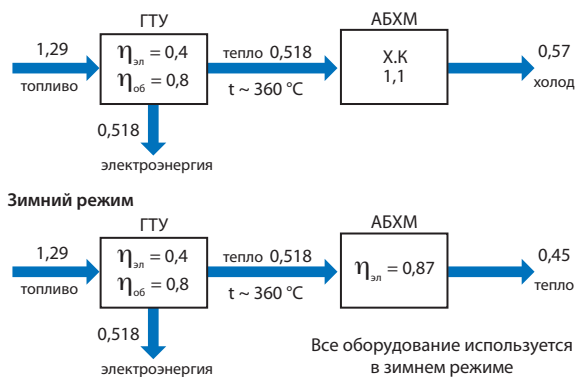 ГТУ
АБХМ
1,29
топливо
η эл = 0,4
η об = 0,8
тепло 0,518
t ~ 360 °C
Х.К
1,1
0,57
холод
0,518
электроэнергия
Зимний режим
ГТУ
АБХМ
1,29
топливо
η эл = 0,4
η об = 0,8
тепло 0,518
t ~ 360 °C
η эл = 0,87
0,45
тепло
0,518
электроэнергия
Все оборудование используется
в зимнем режиме